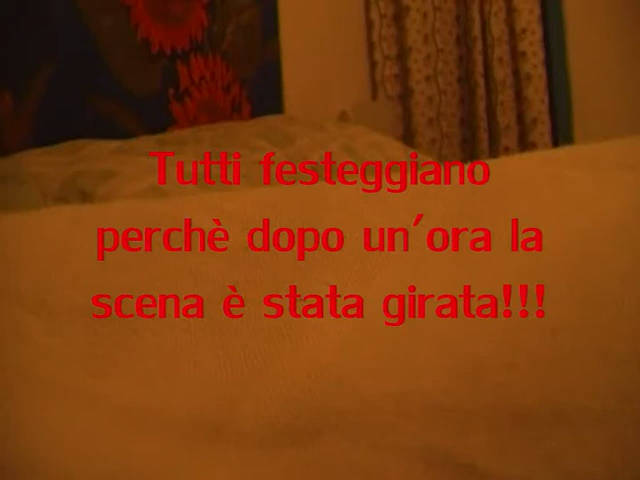 Tutti festeggiano
perchè dopo un'ora la
scena è stata girata!!!